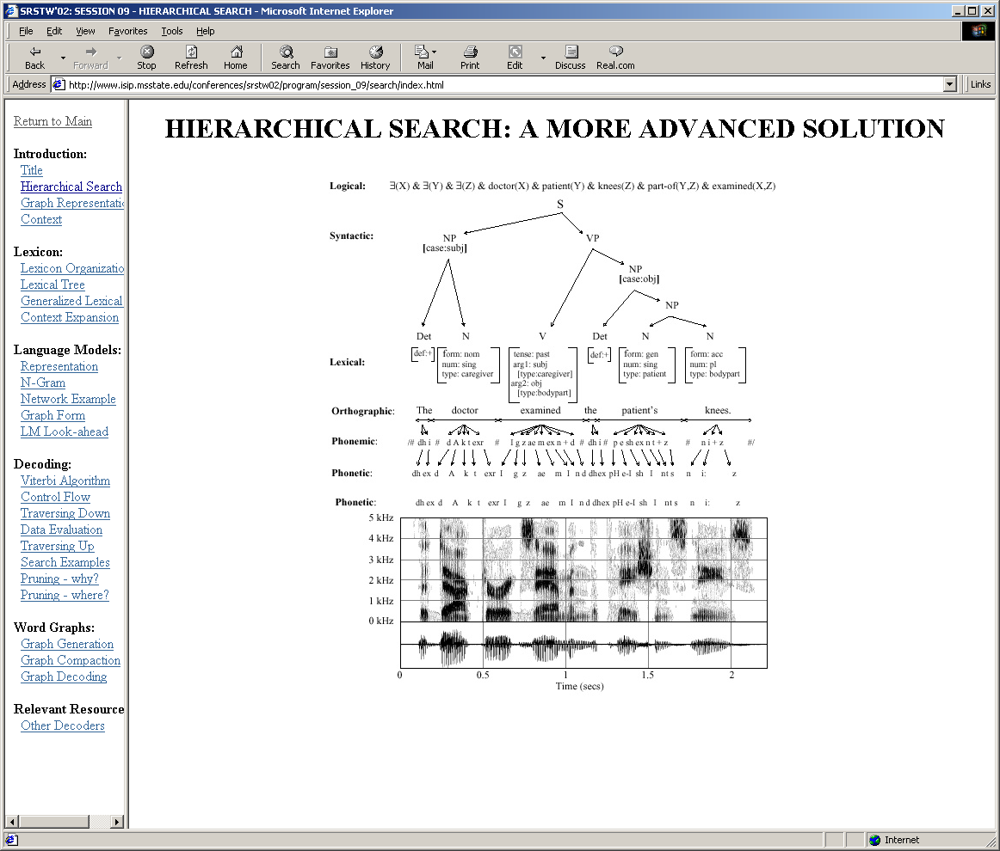 SRSTW'02: SESSION 09 - HIERARCHICAL SEARCH - Microsoft Internet Explorer
File Edit View Favorites Tools Help
Back Forward Stop Refresh Home Search Favorites History Mail Print Edit Discuss Real.com
Address http://www.isip.msstate.edu/conferences/srstw02/program/session_09/search/index.html Links
Return to Main
Introduction:
Title
Hierarchical Search
Graph Representatio
Context
Lexicon:
Lexicon Organizatio
Lexical Tree
Generalized Lexical
Context Expansion
Language Models:
Representation
N-Gram
Network Example
Graph Form
LM Look-ahead
Decoding:
Viterbi Algorithm
Control Flow
Traversing Down
Data Evaluation
Traversing Up
Search Examples
Pruning - why?
Pruning - where?
Word Graphs:
Graph Generation
Graph Compaction
Graph Decoding
Relevant Resource
Other Decoders
HIERARCHICAL SEARCH: A MORE ADVANCED SOLUTION
Logical: ∃(X) & ∃(Y) & ∃(Z) & doctor(X) & patient(Y) & knees(Z) & part-of(Y,Z) & examined(X,Z)
S
Syntactic: NP VP
[case:subj]
NP
[case:obj]
NP
Det N V Det N N
Lexical:
def:+ form: nom tense: past def:+ form: gen form: acc
num: sing arg1: subj num: sing num: pl
type: caregiver [type:caregiver] type: patient type: bodypart
arg2: obj
[type:bodypart]
Orthographic: The doctor examined the patient's knees.
Phonemic: /# dh i # d A k t exr # I g z ae m ex n + d # dh i # p e sh ex n t + z # n i + z #/
Phonetic: dh ex d A k t exr I g z ae m I n d dh ex pH e-I sh I n t s n i: z
Phonetic: dh ex d A k t exr I g z ae m I n d dh ex pH e-I sh I n t s n i: z
5 kHz
4 kHz
3 kHz
2 kHz
1 kHz
0 kHz
0 0.5 1 1.5 2
Time (secs)
Internet